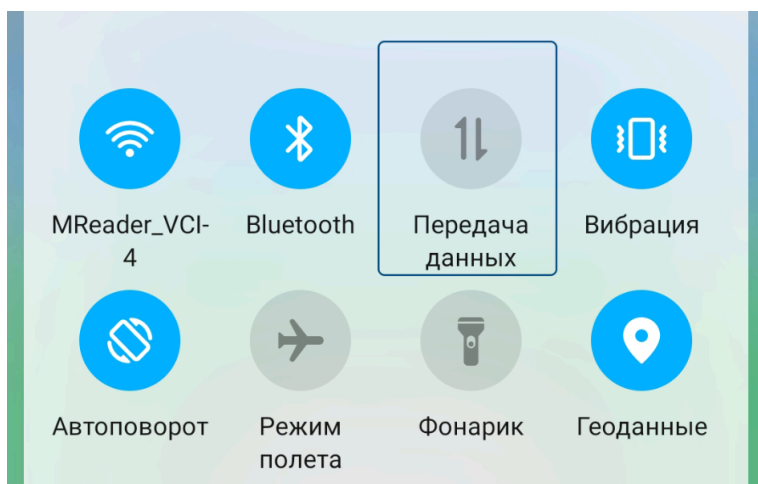 MReader_VCI-
4
Bluetooth
Передача
данных
Вибрация
Автоповорот
Режим
полета
Фонарик
Геоданные